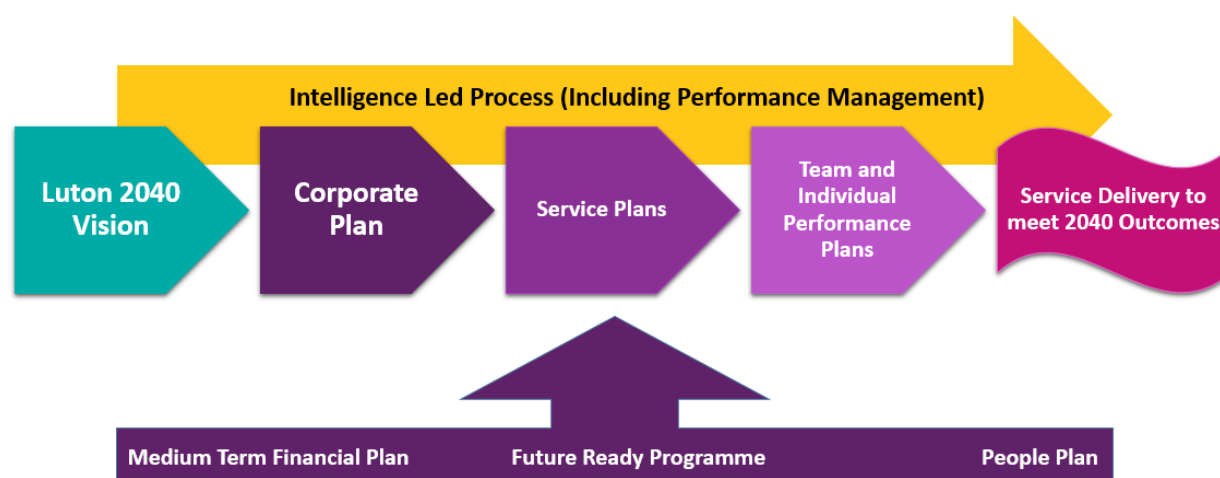 Intelligence Led Process (Including Performance Management)
Luton 2040
Vision
Corporate
Plan
Service Plans
Team and
Individual
Performance
Plans
Service Delivery to
meet 2040 Outcomes
Medium Term Financial Plan
Future Ready Programme
People Plan